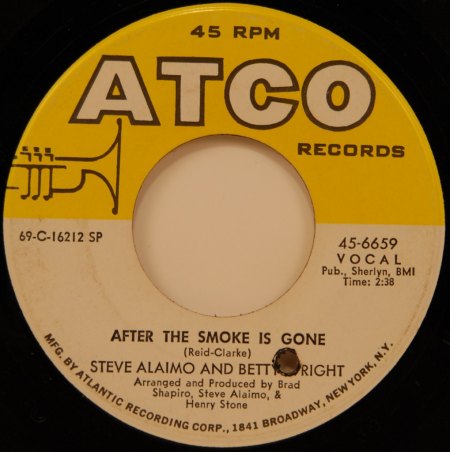 45 RPM
ATCO
RECORDS
69-C-16212 SP
45-6659
VOCAL
Pub., Sherlyn, BMI
Time: 2:38
AFTER THE SMOKE IS GONE
(Reid-Clarke)
STEVE ALAIMO AND BETTY RIGHT
Arranged and Produced by Brad
Shapiro, Steve Alaimo, &
Henry Stone
MFG. BY ATLANTIC RECORDING CORP., 1841 BROADWAY, NEW YORK, N.Y.